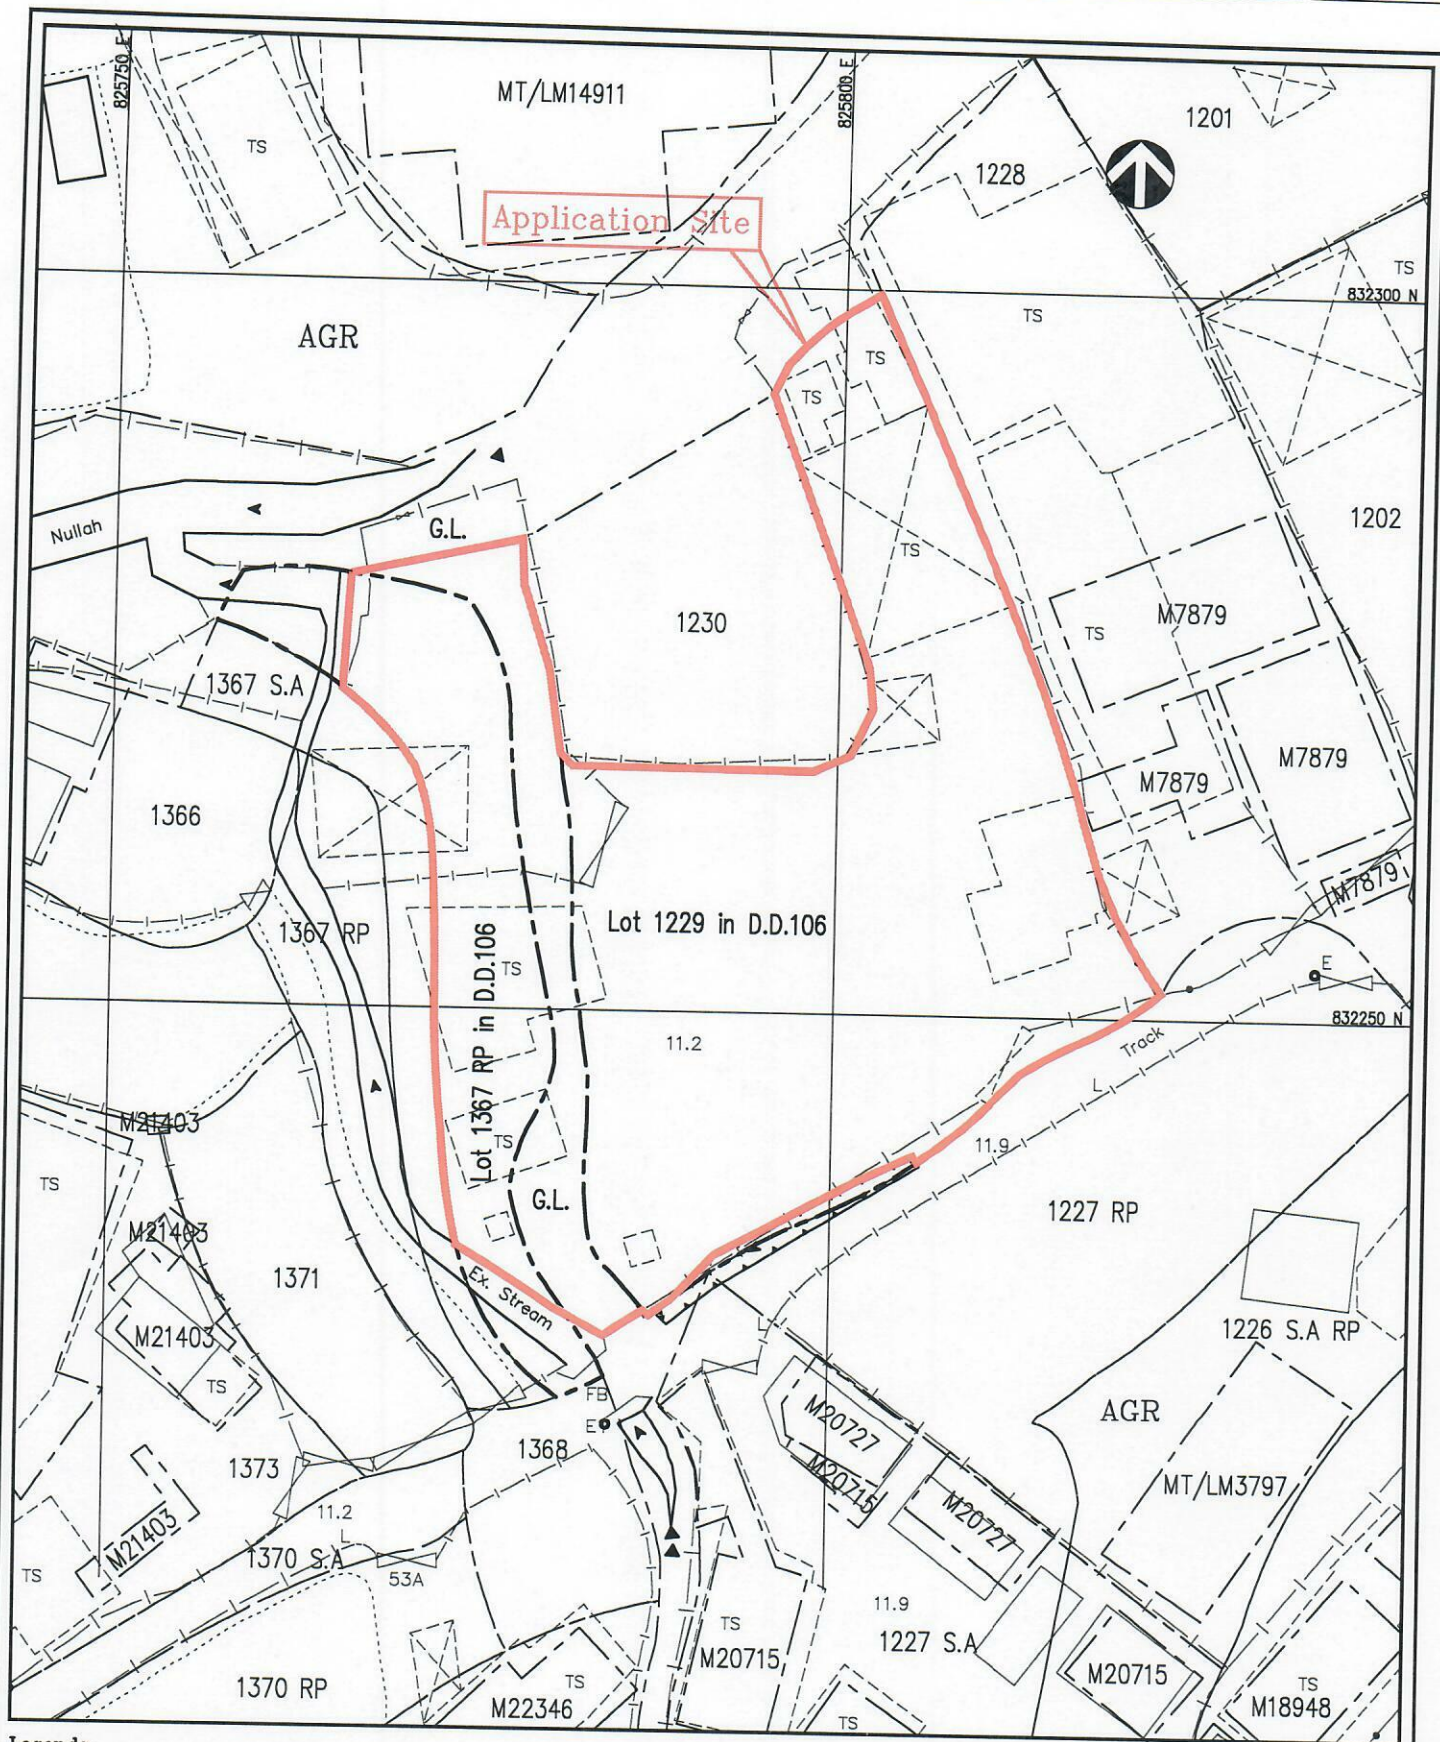 825750 E
825800 E
MT/LM14911
1201
TS
1228
Application Site
TS
832300 N
AGR
TS
TS
TS
1202
G.L.
Nullah
TS
1230
M7879
TS
1367 S.A
M7879
M7879
1366
M7879
Lot 1229 in D.D.106
1367 RP
Lot 1367 RP in D.D.106
TS
E
832250 N
11.2
Track
L
M21403
TS
11.9
TS
G.L.
1227 RP
M21403
1371
Ex. Stream
M21403
L
1226 S.A RP
TS
FB
E
AGR
M20727
1368
1373
M20715
MT/LM3797
M20727
11.2
L
M21403
1370 S.A
53A
TS
11.9
TS
1227 S.A
M20715
M20715
1370 RP
TS
TS
M22346
M18948
TS